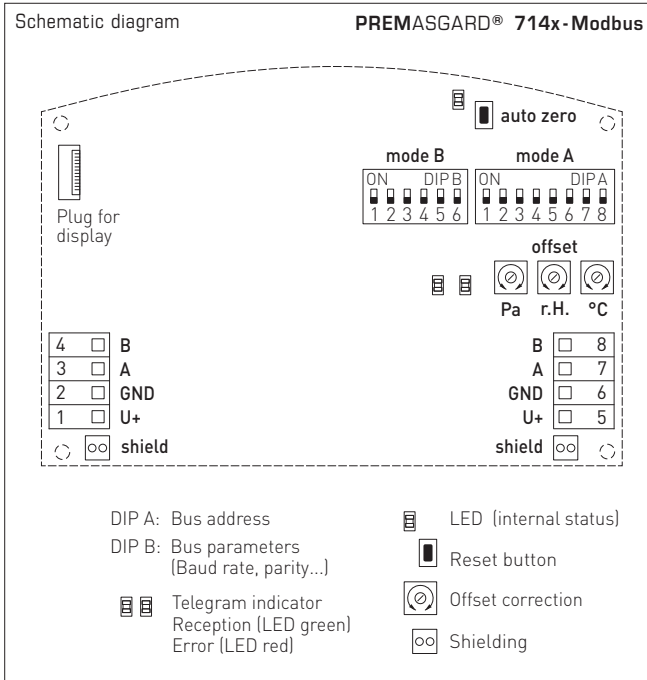 Schematic diagram PREMASGARD® 714x-Modbus
auto zero
mode B mode A
ON DIP B ON DIP A
1 2 3 4 5 6 1 2 3 4 5 6 7 8
Plug for
display
offset
Pa r.H. °C
4 B B 8
3 A A 7
2 GND GND 6
1 U+ U+ 5
shield shield
DIP A: Bus address
DIP B: Bus parameters
(Baud rate, parity...)
Telegram indicator
Reception (LED green)
Error (LED red)
LED (internal status)
Reset button
Offset correction
Shielding